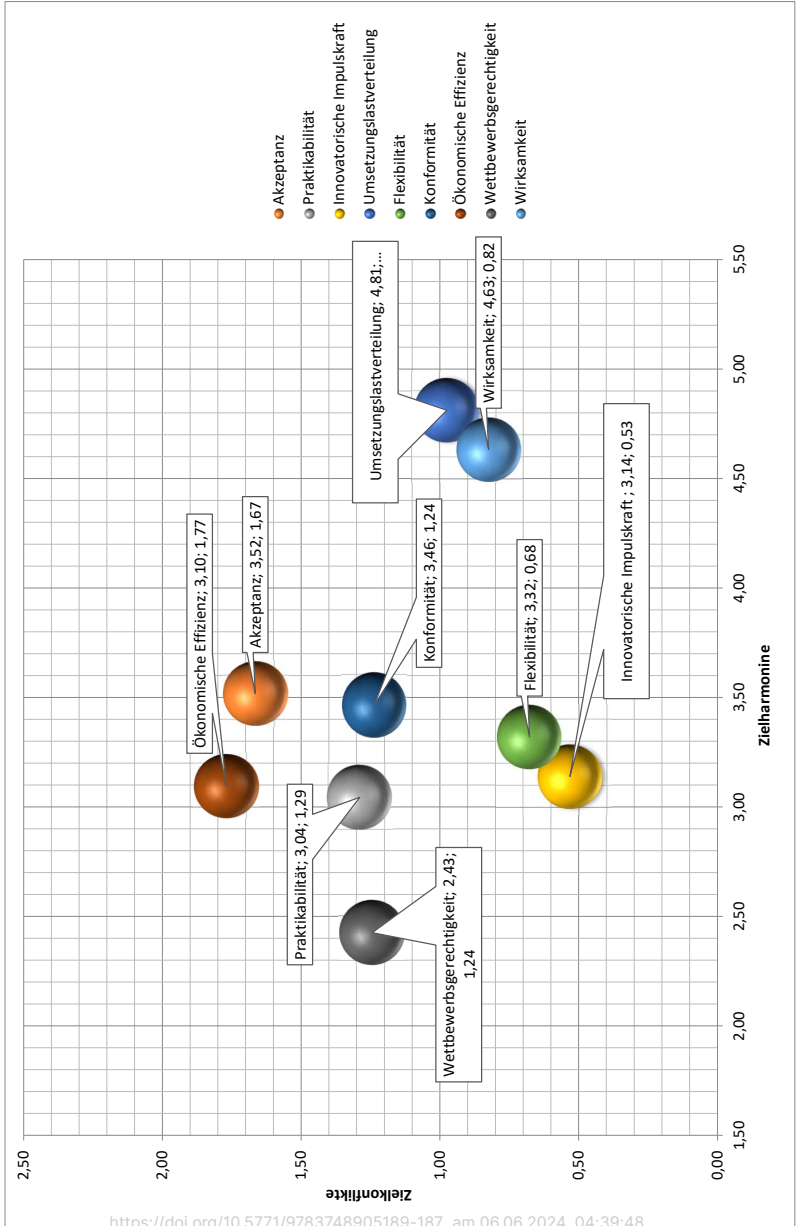 2,50
2,00
1,50
1,00
0,50
0,00
Zielkonflikte
1,50
2,00
2,50
3,00
3,50
4,00
4,50
5,00
5,50
Zielharmonine
Ökonomische Effizienz; 3,10; 1,77
Akzeptanz; 3,52; 1,67
Praktikabilität; 3,04; 1,29
Konformität; 3,46; 1,24
Wettbewerbsgerechtigkeit; 2,43;
1,24
Umsetzungslastverteilung; 4,81;...
Wirksamkeit; 4,63; 0,82
Flexibilität; 3,32; 0,68
Innovatorische Impulskraft ; 3,14; 0,53
Akzeptanz
Praktikabilität
Innovatorische Impulskraft
Umsetzungslastverteilung
Flexibilität
Konformität
Ökonomische Effizienz
Wettbewerbsgerechtigkeit
Wirksamkeit
https://doi.org/10.5771/9783748905189-187, am 06.06.2024, 04:39:48